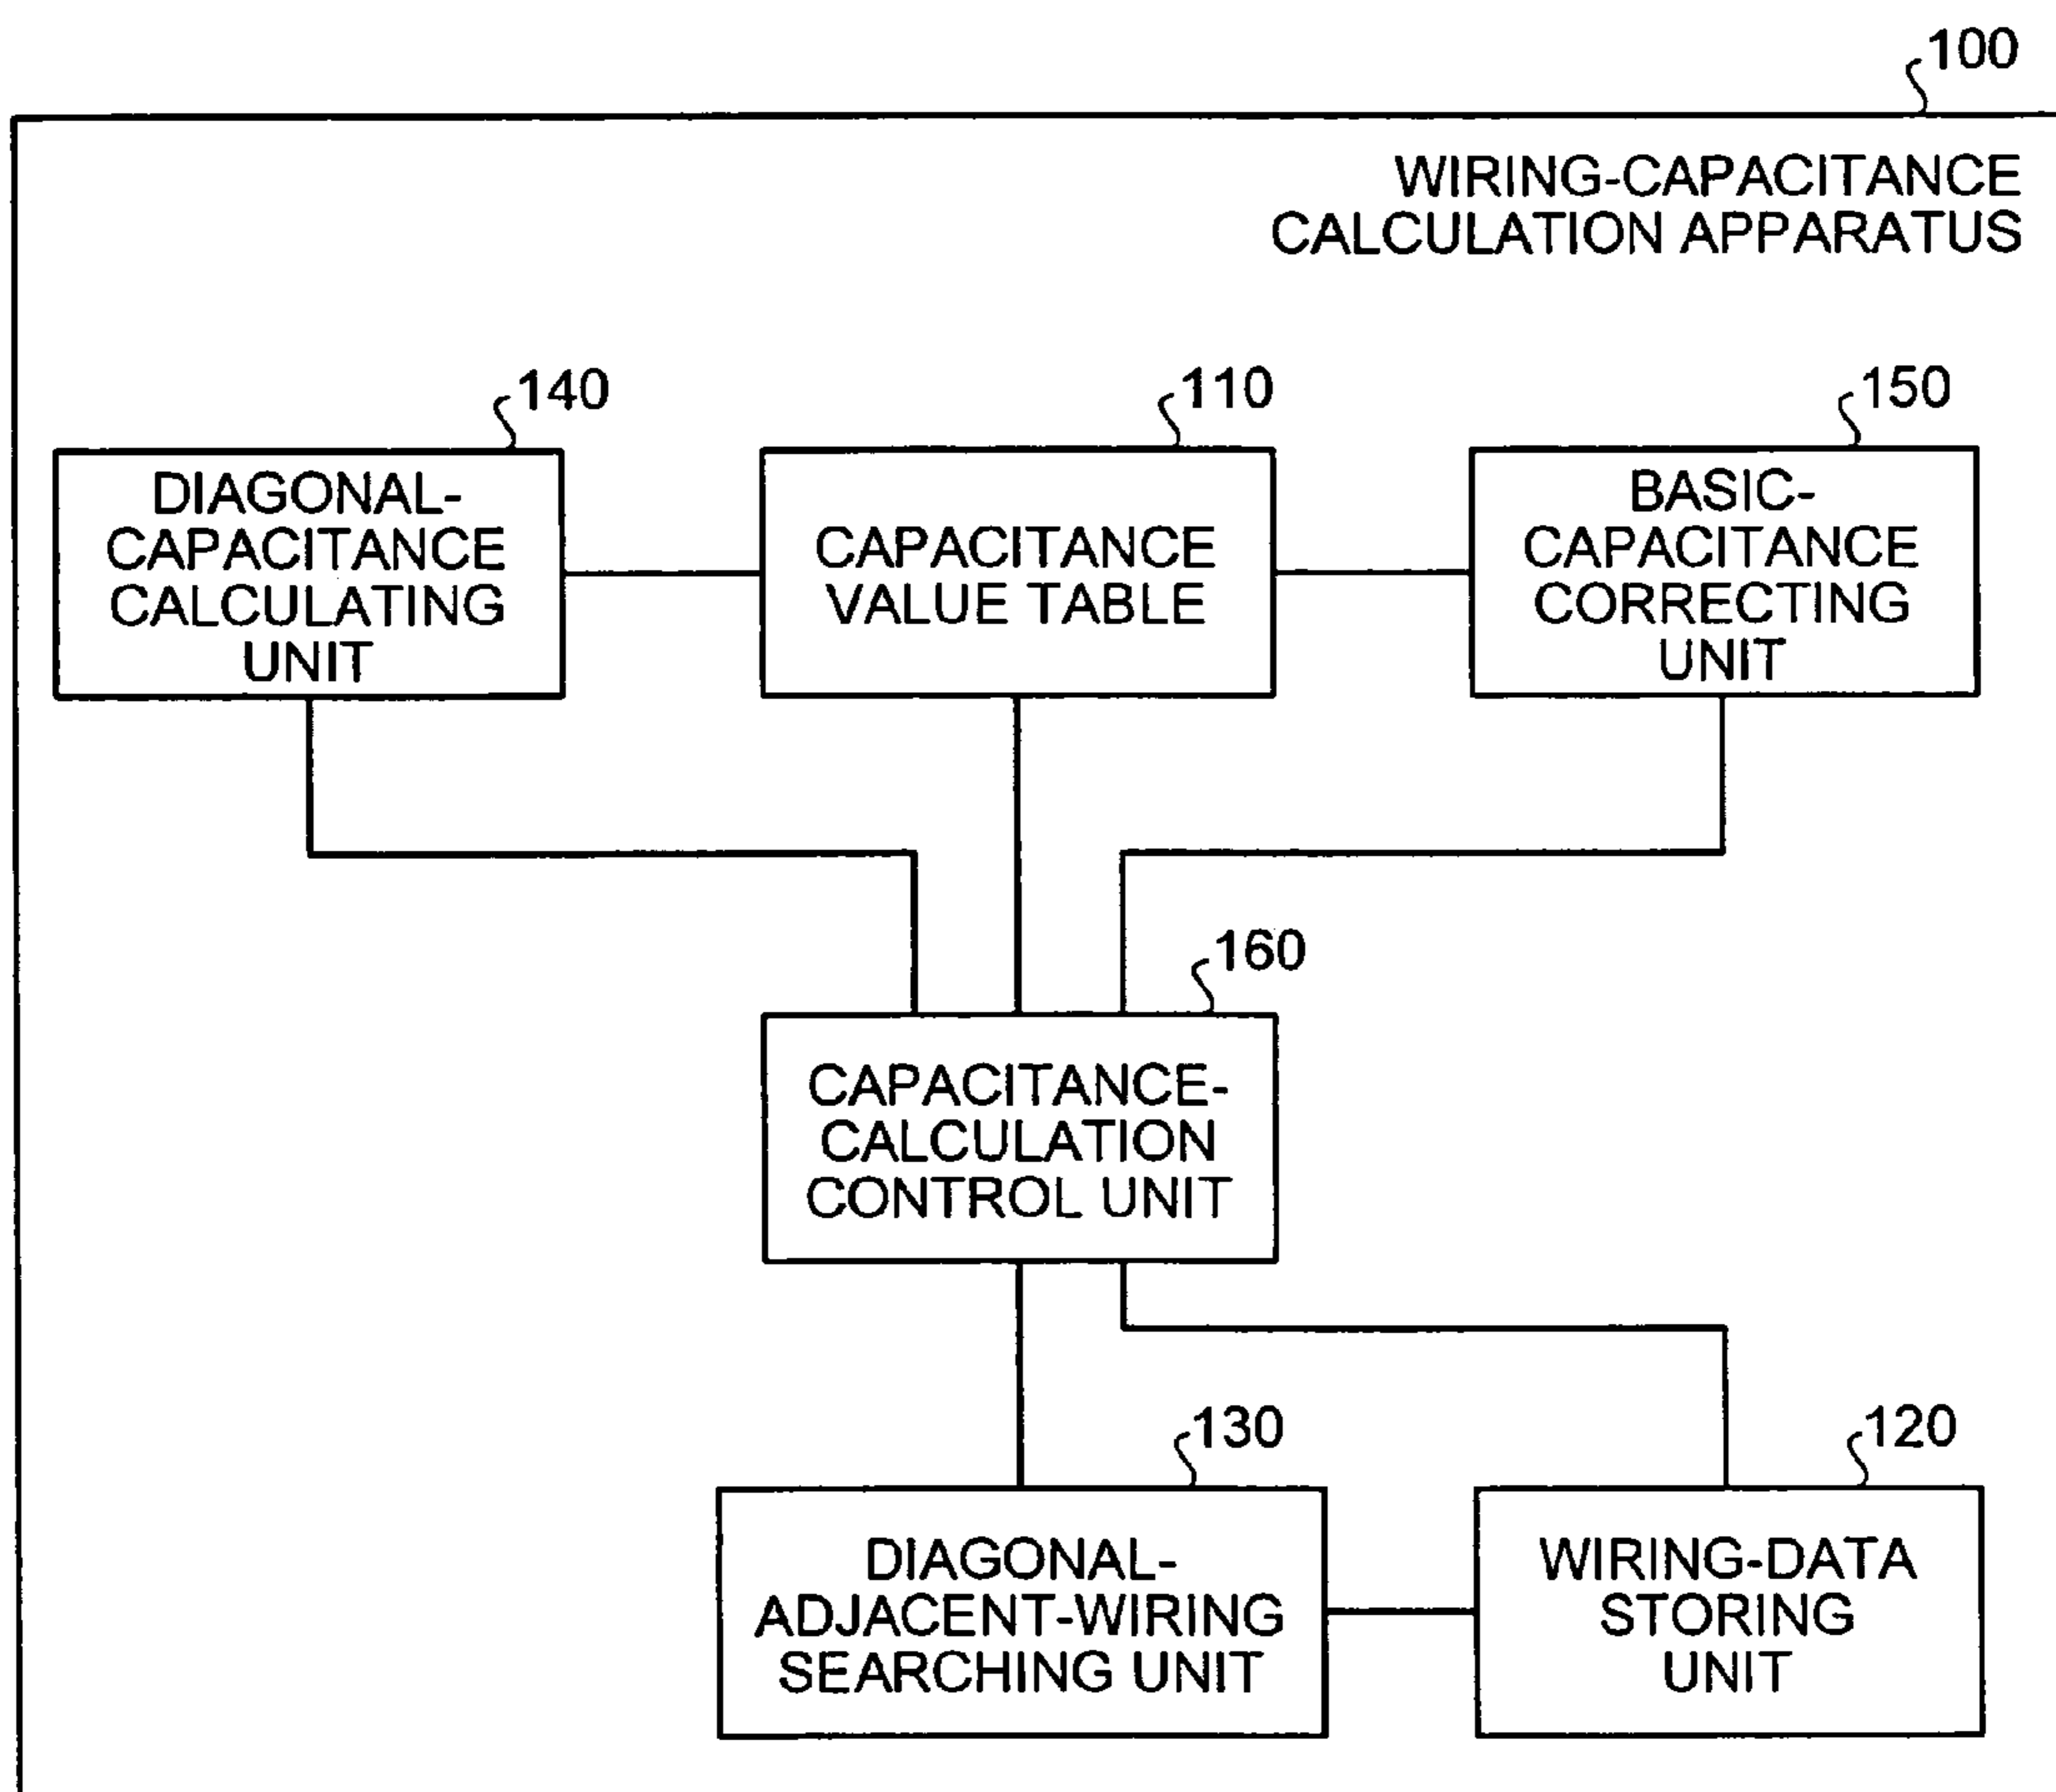 100
WIRING-CAPACITANCE
CALCULATION APPARATUS
140
DIAGONAL-
CAPACITANCE
CALCULATING
UNIT
110
CAPACITANCE
VALUE TABLE
150
BASIC-
CAPACITANCE
CORRECTING
UNIT
160
CAPACITANCE-
CALCULATION
CONTROL UNIT
130
DIAGONAL-
ADJACENT-WIRING
SEARCHING UNIT
120
WIRING-DATA
STORING
UNIT